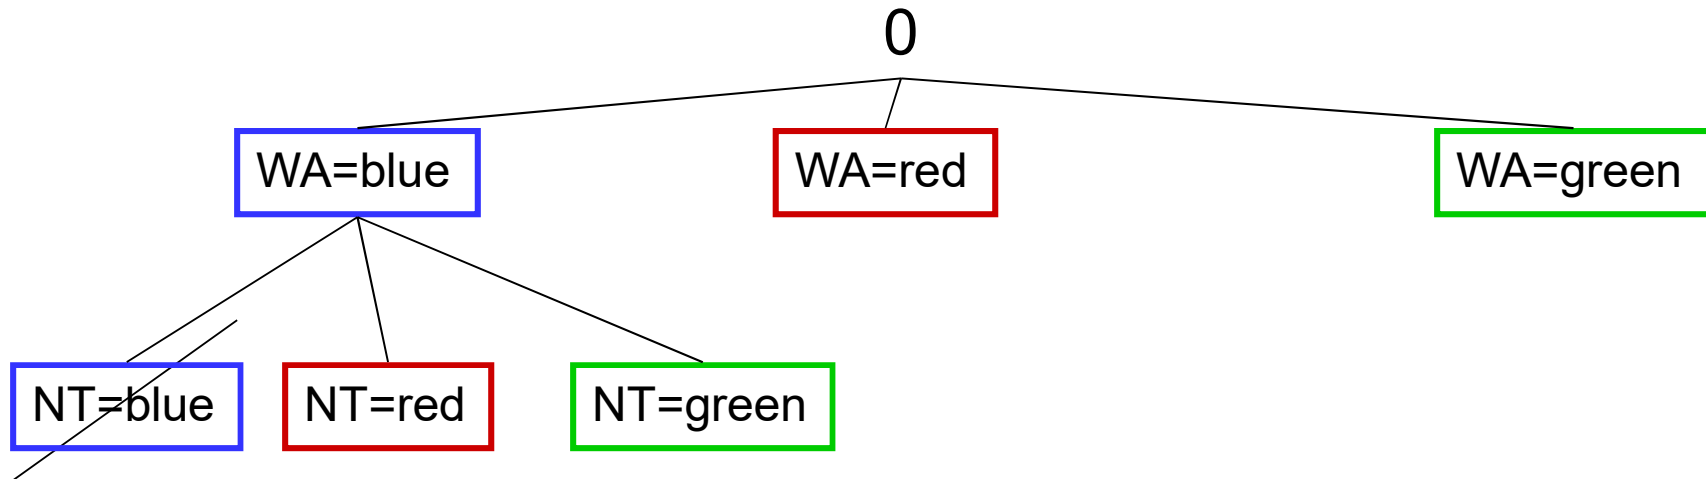 0
WA=blue
WA=red
WA=green
NT=blue
NT=red
NT=green